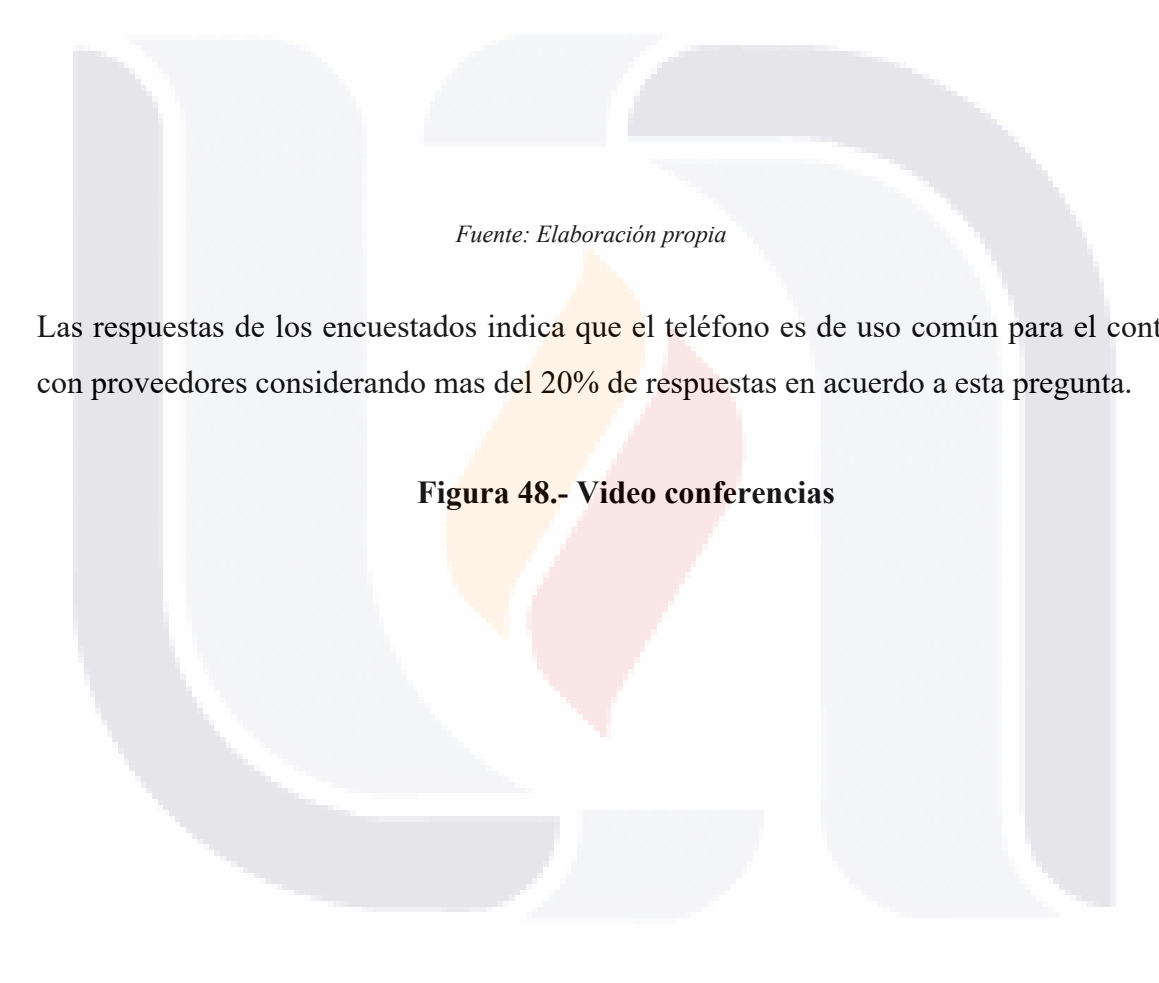 Fuente: Elaboración propia
Las respuestas de los encuestados indica que el teléfono es de uso común para el
con proveedores considerando mas del 20% de respuestas en acuerdo a esta pregunta.
Figura 48.- Video conferencias